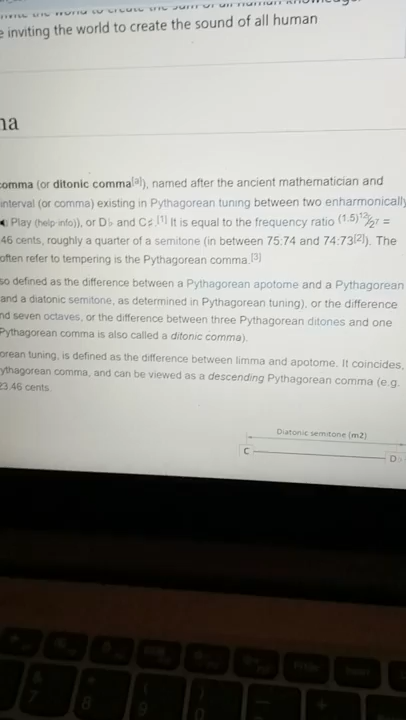 inviting the world to create the sound of all human
na
comma (or ditonic comma[a]), named after the ancient mathematician and
interval (or comma) existing in Pythagorean tuning between two enharmonically
Play (help·info)), or D♭ and C♯.[1] It is equal to the frequency ratio (1.5)12⁄27 =
46 cents, roughly a quarter of a semitone (in between 75:74 and 74:73[2]). The
often refer to tempering is the Pythagorean comma.[3]
so defined as the difference between a Pythagorean apotome and a Pythagorean
and a diatonic semitone, as determined in Pythagorean tuning), or the difference
nd seven octaves, or the difference between three Pythagorean ditones and one
Pythagorean comma is also called a ditonic comma).
orean tuning, is defined as the difference between limma and apotome. It coincides,
ythagorean comma, and can be viewed as a descending Pythagorean comma (e.g.
23.46 cents.
Diatonic semitone (m2)
C D♭
7 8 9 0